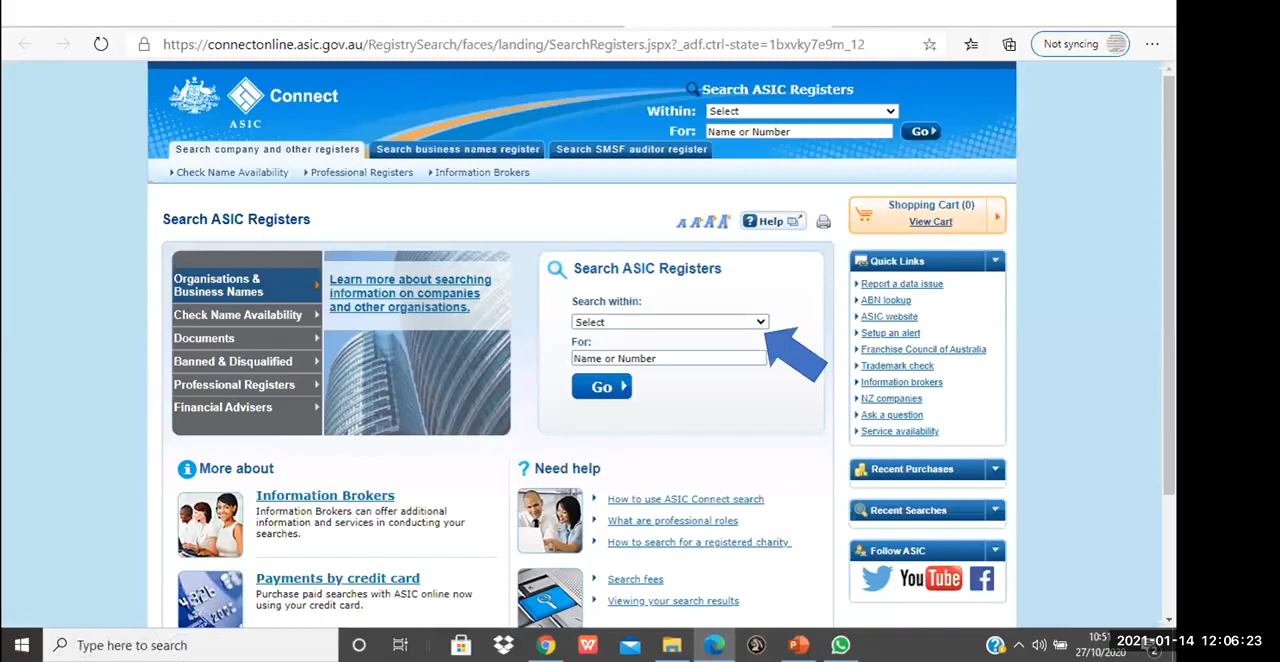 https://connectonline.asic.gov.au/RegistrySearch/faces/landing/SearchRegisters.jspx?_adf.ctrl-state=1bxvky7e9m_12
Not syncing
ASIC
Connect
Search ASIC Registers
Within: Select
For: Name or Number
Go
Search company and other registers
Search business names register
Search SMSF auditor register
Check Name Availability
Professional Registers
Information Brokers
Search ASIC Registers
A A A A
Help
Shopping Cart (0)
View Cart
Organisations &
Business Names
Check Name Availability
Documents
Banned & Disqualified
Professional Registers
Financial Advisers
Learn more about searching
information on companies
and other organisations.
Search ASIC Registers
Search within:
Select
For:
Name or Number
Go
Quick Links
Report a data issue
ABN lookup
ASIC website
Setup an alert
Franchise Council of Australia
Trademark check
Information brokers
NZ companies
Ask a question
Service availability
Recent Purchases
Recent Searches
Follow ASIC
YouTube
More about
Information Brokers
Information Brokers can offer additional
information and services in conducting your
searches.
Payments by credit card
Purchase paid searches with ASIC online now
using your credit card.
Need help
How to use ASIC Connect search
What are professional roles
How to search for a registered charity
Search fees
Viewing your search results
Type here to search
10:51
27/10/2020
2021-01-14 12:06:23